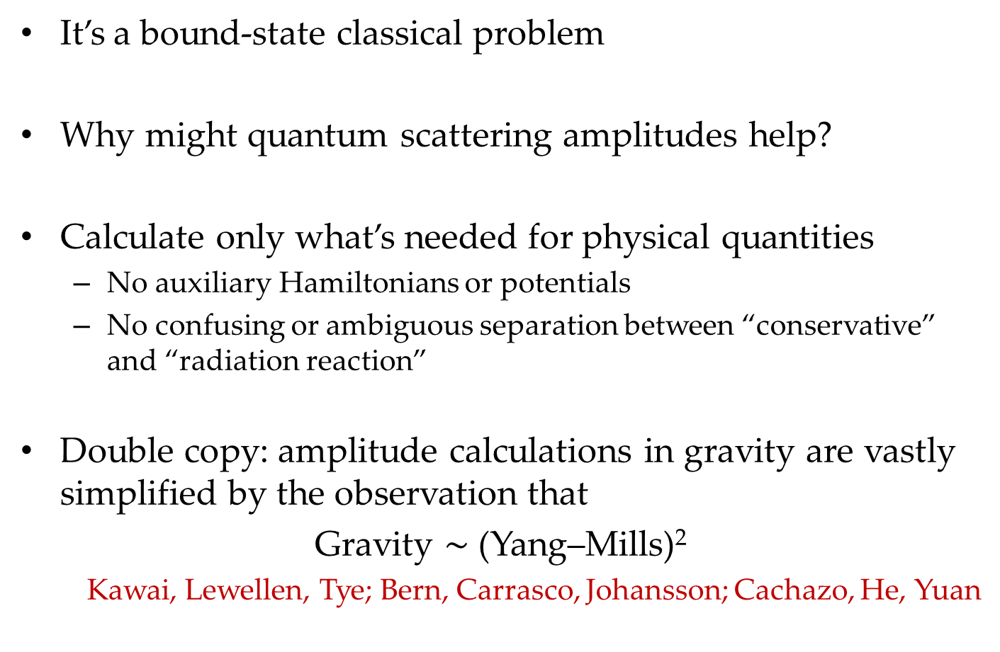 • It’s a bound-state classical problem
• Why might quantum scattering amplitudes help?
• Calculate only what’s needed for physical quantities
– No auxiliary Hamiltonians or potentials
– No confusing or ambiguous separation between “conservative”
and “radiation reaction”
• Double copy: amplitude calculations in gravity are vastly
simplified by the observation that
Gravity ~ (Yang–Mills)²
Kawai, Lewellen, Tye; Bern, Carrasco, Johansson; Cachazo, He, Yuan